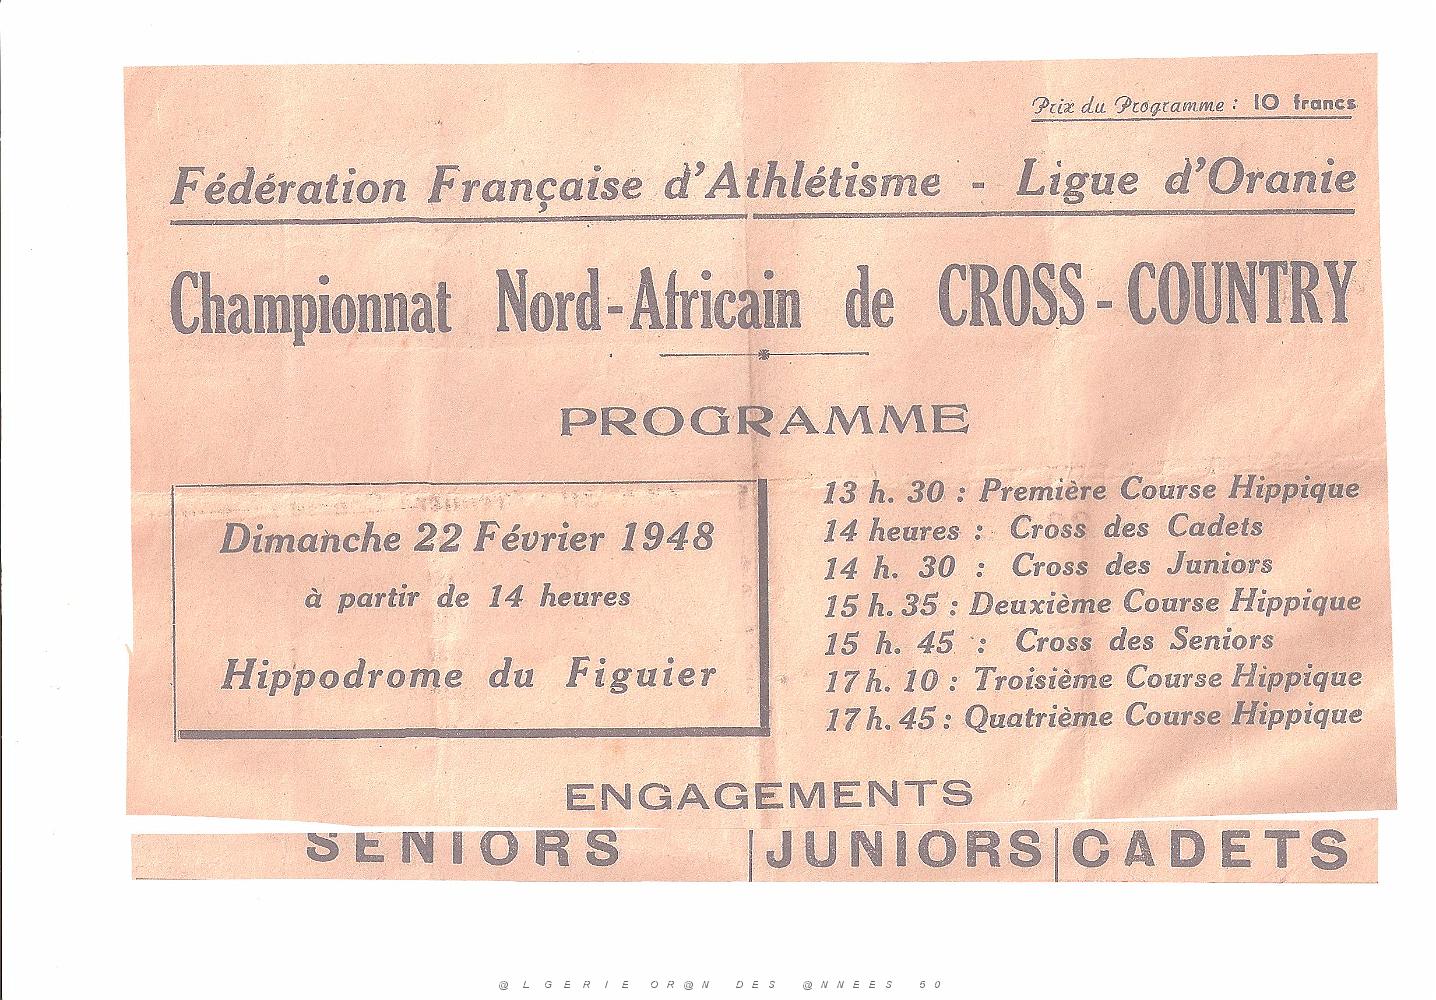 Prix du Programme : 10 francs
Fédération Française d'Athlétisme - Ligue d'Oranie
Championnat Nord-Africain de CROSS-COUNTRY
PROGRAMME
Dimanche 22 Février 1948
à partir de 14 heures
Hippodrome du Figuier
13 h. 30 : Première Course Hippique
14 heures : Cross des Cadets
14 h. 30 : Cross des Juniors
15 h. 35 : Deuxième Course Hippique
15 h. 45 : Cross des Seniors
17 h. 10 : Troisième Course Hippique
17 h. 45 : Quatrième Course Hippique
ENGAGEMENTS
SENIORS JUNIORS CADETS
@LGERIE OR@N DES @NNEES 50